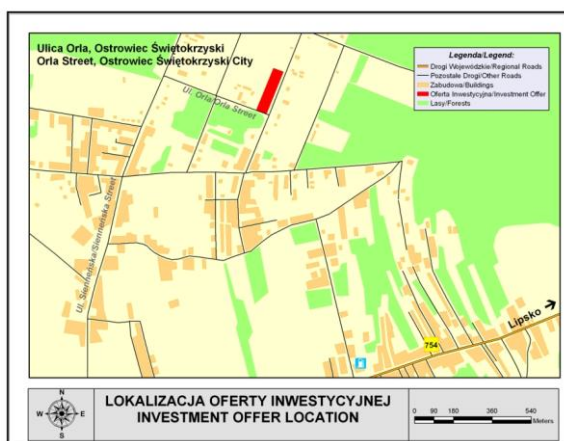 Ulica Orla, Ostrowiec Świętokrzyski
Orla Street, Ostrowiec Świętokrzyski City
Legenda/Legend:
Drogi Wojewódzkie/Regional Roads
Pozostałe Drogi/Other Roads
Zabudowa/Buildings
Oferta Inwestycyjna/Investment Offer
Lasy/Forests
Ul. Orla/Orla Street
Ul. Siennieńska/Siennieńska Street
Lipsko
754
N
W E
S
LOKALIZACJA OFERTY INWESTYCYJNEJ
INVESTMENT OFFER LOCATION
0 90 180 360 540
Meters